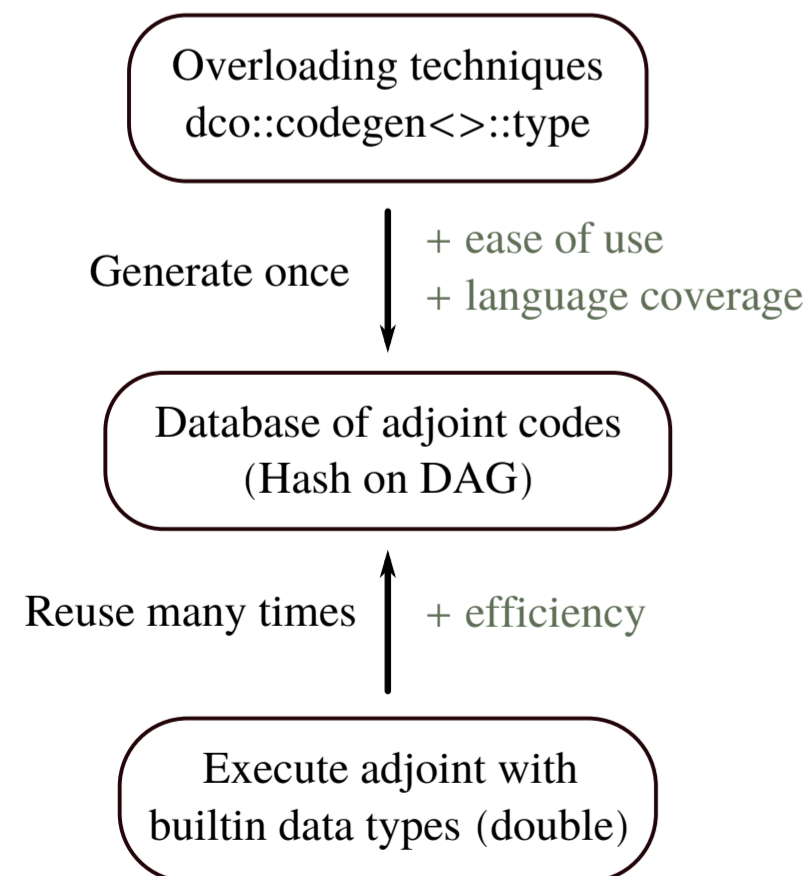 Overloading techniques
dco::codegen<>::type
Generate once
+ ease of use
+ language coverage
Database of adjoint codes
(Hash on DAG)
Reuse many times
+ efficiency
Execute adjoint with
builtin data types (double)